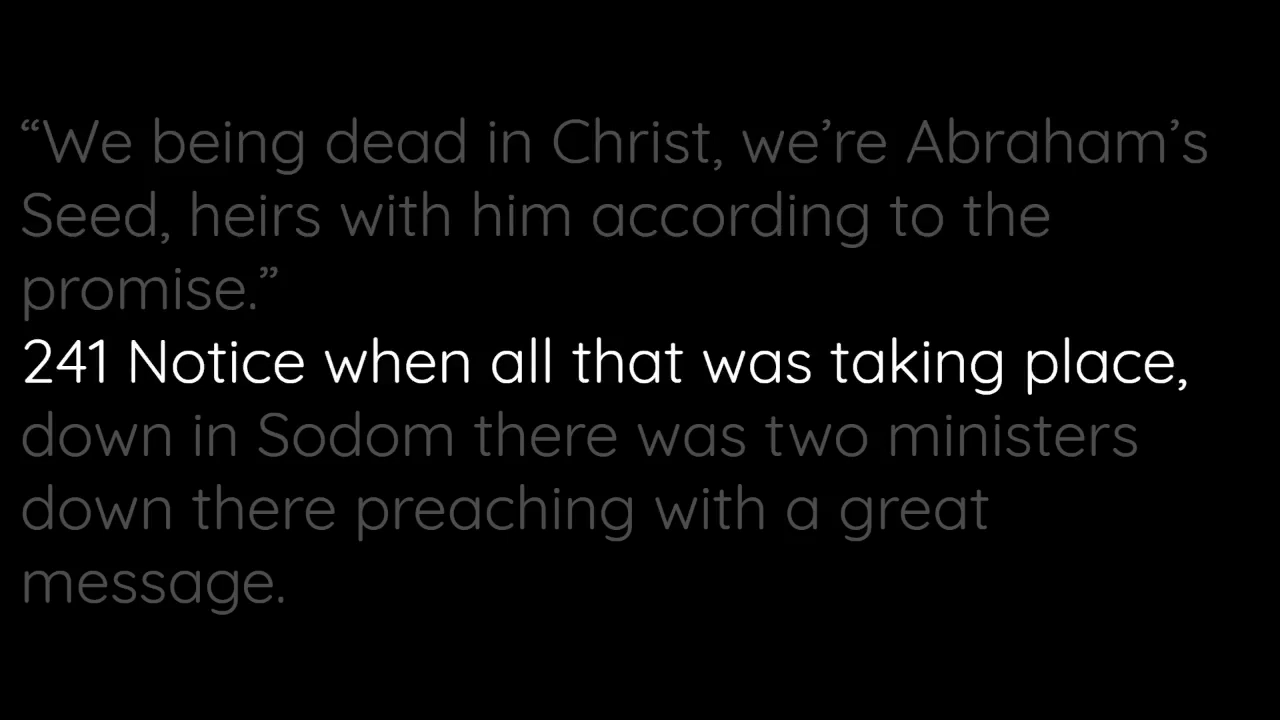 “We being dead in Christ, we’re Abraham’s
Seed, heirs with him according to the
promise.”
241 Notice when all that was taking place,
down in Sodom there was two ministers
down there preaching with a great
message.